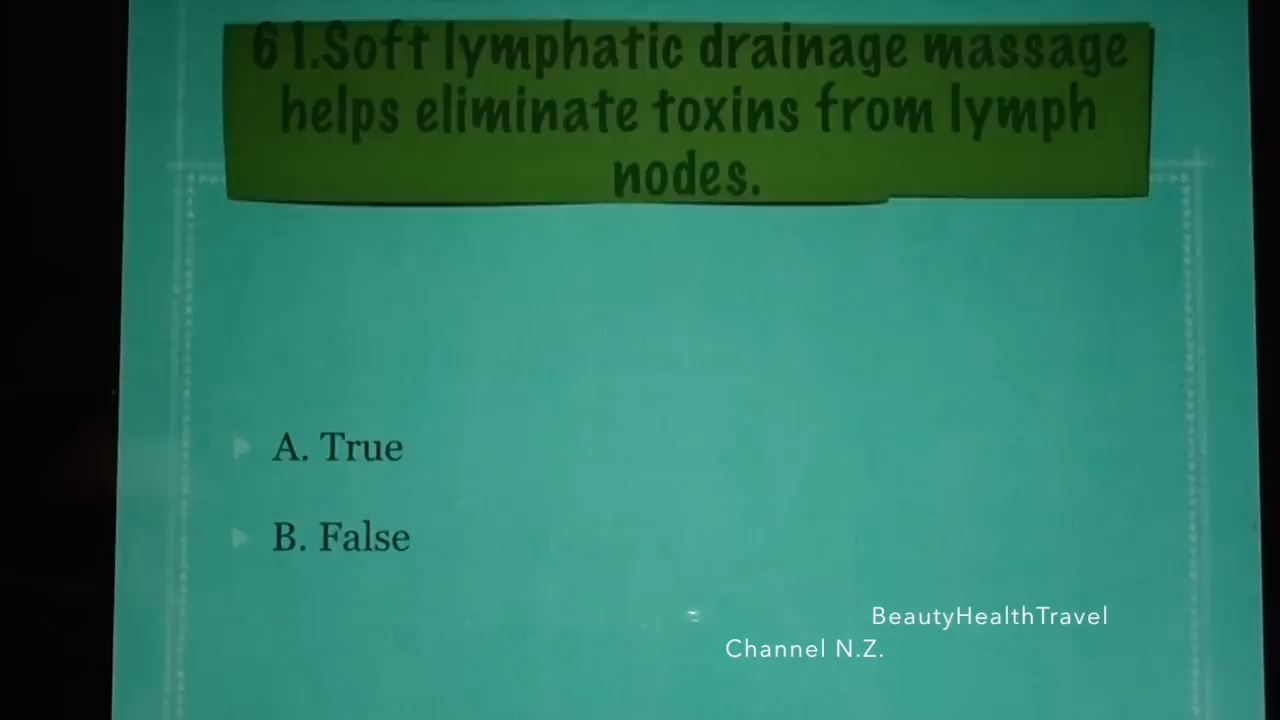 61.Soft lymphatic drainage massage
helps eliminate toxins from lymph
nodes.
A. True
B. False
BeautyHealthTravel
Channel N.Z.